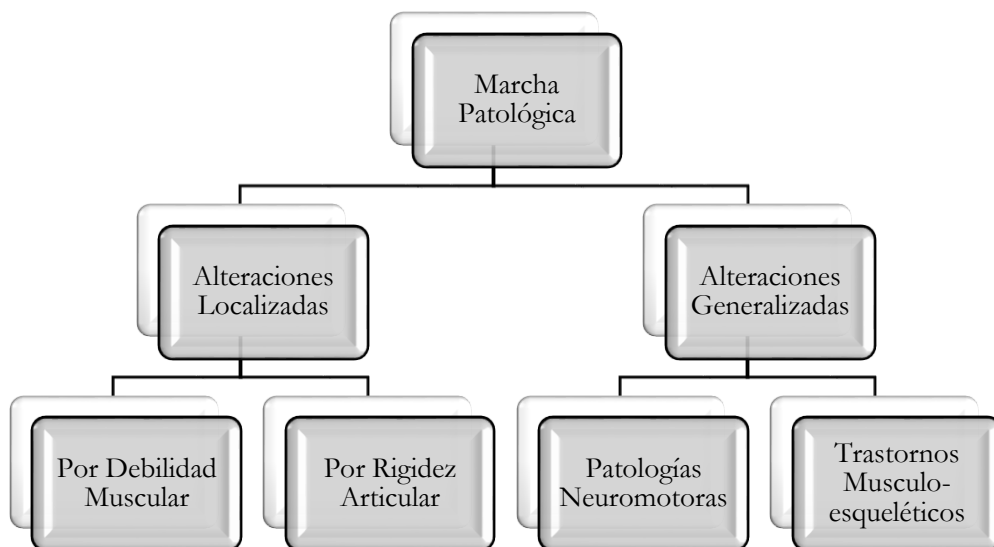 Marcha
Patológica
Alteraciones
Localizadas
Alteraciones
Generalizadas
Por Debilidad
Muscular
Por Rigidez
Articular
Patologías
Neuromotoras
Trastornos
Musculo-
esqueléticos